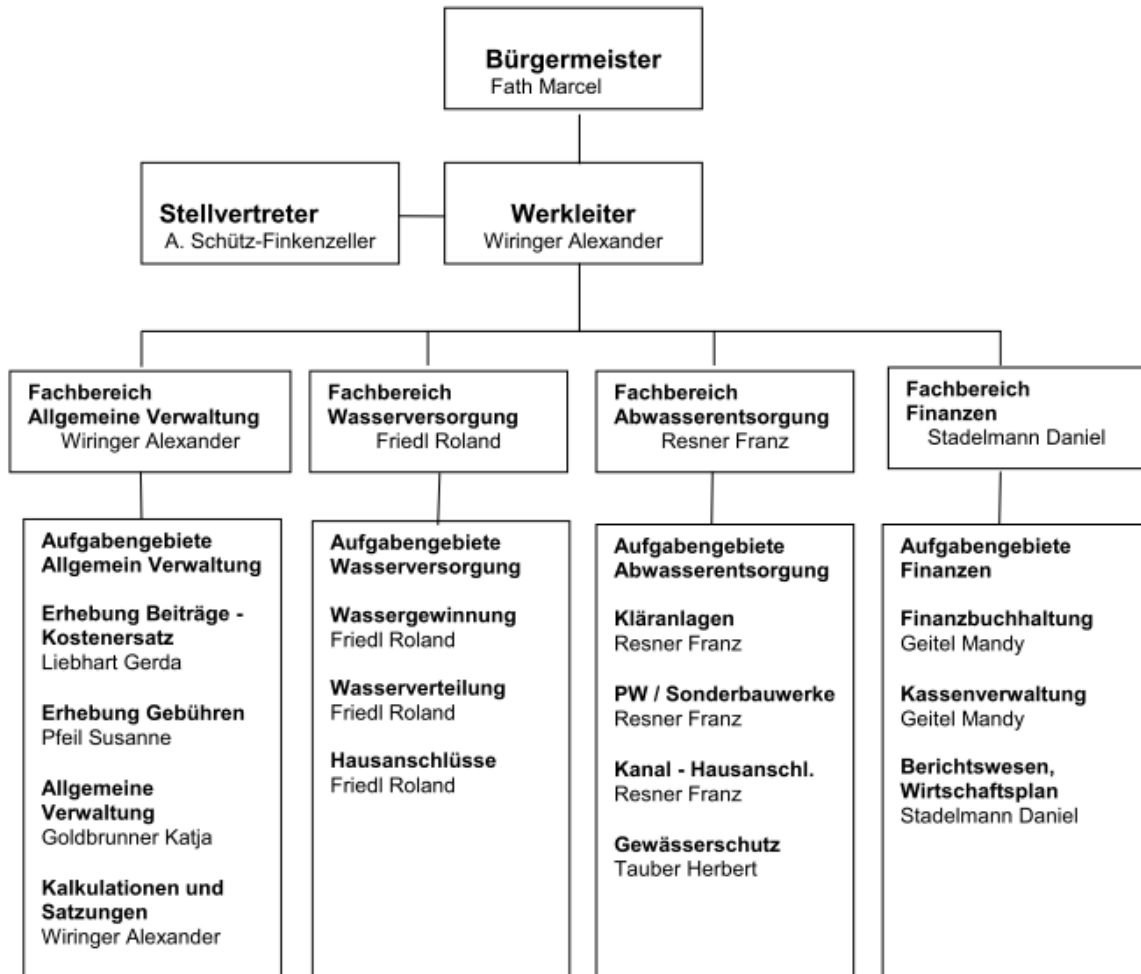 Bürgermeister
Fath Marcel
Stellvertreter
A. Schütz-Finkenzeller
Werkleiter
Wiringer Alexander
Fachbereich
Allgemeine Verwaltung
Wiringer Alexander
Fachbereich
Wasserversorgung
Friedl Roland
Fachbereich
Abwasserentsorgung
Resner Franz
Fachbereich
Finanzen
Stadelmann Daniel
Aufgabengebiete
Allgemein Verwaltung
Erhebung Beiträge -
Kostenersatz
Liebhart Gerda
Erhebung Gebühren
Pfeil Susanne
Allgemeine
Verwaltung
Goldbrunner Katja
Kalkulationen und
Satzungen
Wiringer Alexander
Aufgabengebiete
Wasserversorgung
Wassergewinnung
Friedl Roland
Wasserverteilung
Friedl Roland
Hausanschlüsse
Friedl Roland
Aufgabengebiete
Abwasserentsorgung
Kläranlagen
Resner Franz
PW / Sonderbauwerke
Resner Franz
Kanal - Hausanschl.
Resner Franz
Gewässerschutz
Tauber Herbert
Aufgabengebiete
Finanzen
Finanzbuchhaltung
Geitel Mandy
Kassenverwaltung
Geitel Mandy
Berichtswesen,
Wirtschaftsplan
Stadelmann Daniel